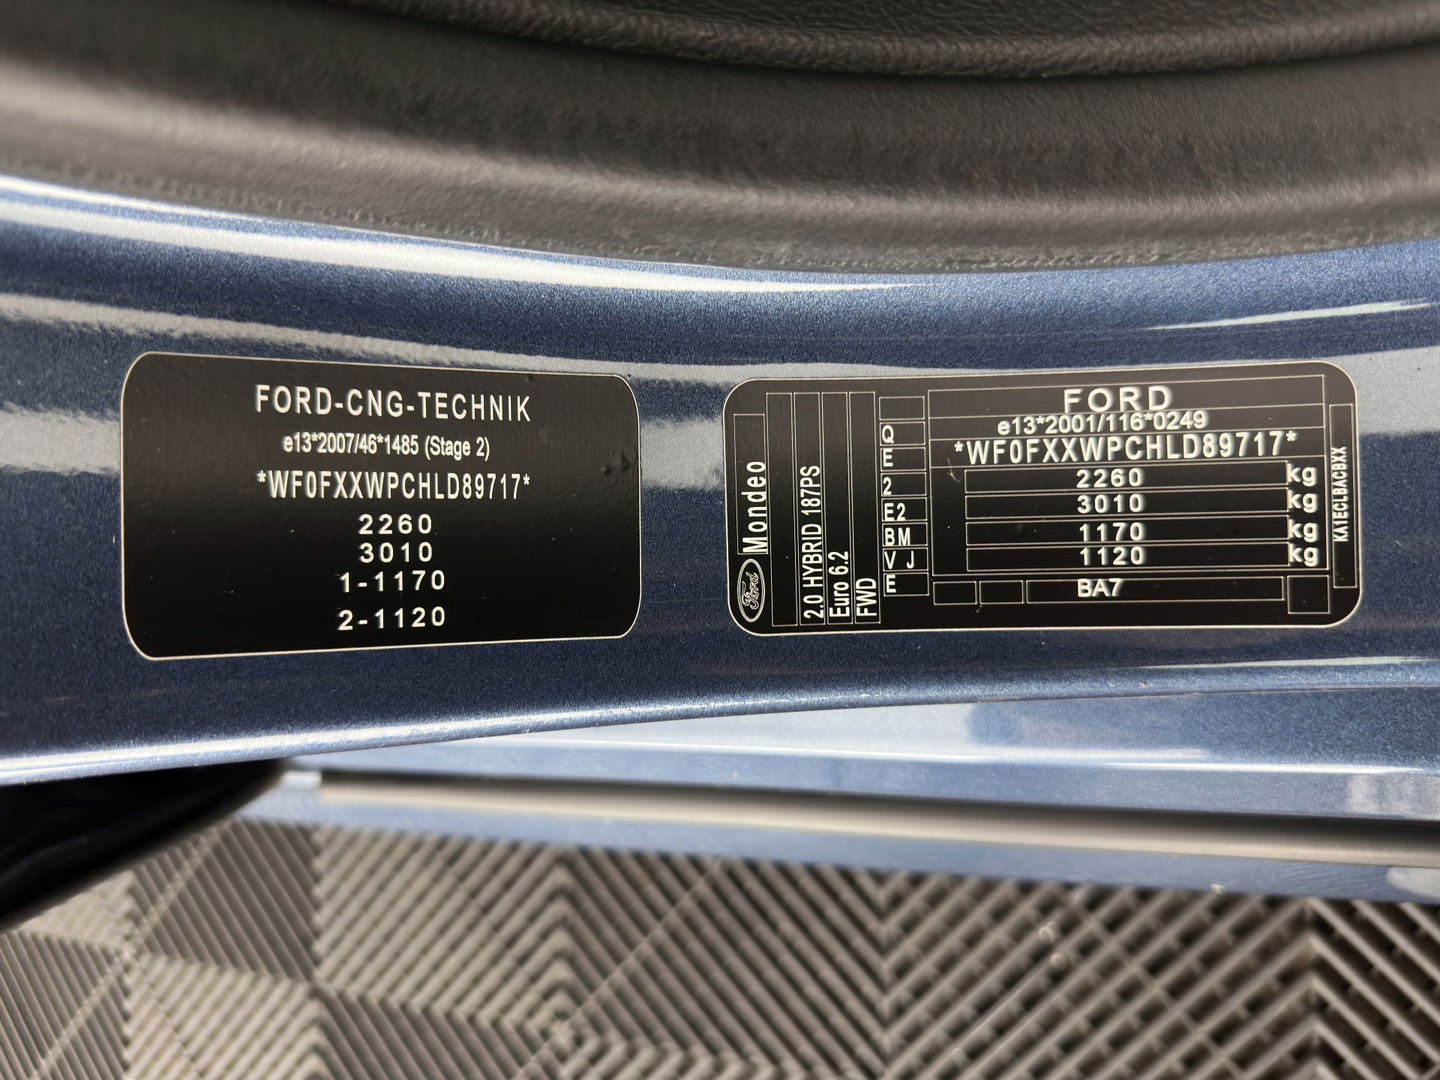 FORD-CNG-TECHNIK
e13*2007/46*1485 (Stage 2)
*WF0FXXWPCHLD89717*
2260
3010
1-1170
2-1120
Ford
Mondeo
2.0 HYBRID 187PS
Euro 6.2
FWD
Q
E
2
E2
BM
V J
E
FORD
e13*2001/116*0249
*WF0FXXWPCHLD89717*
2260 kg
3010 kg
1170 kg
1120 kg
BA7
KA1ECLBACBXX